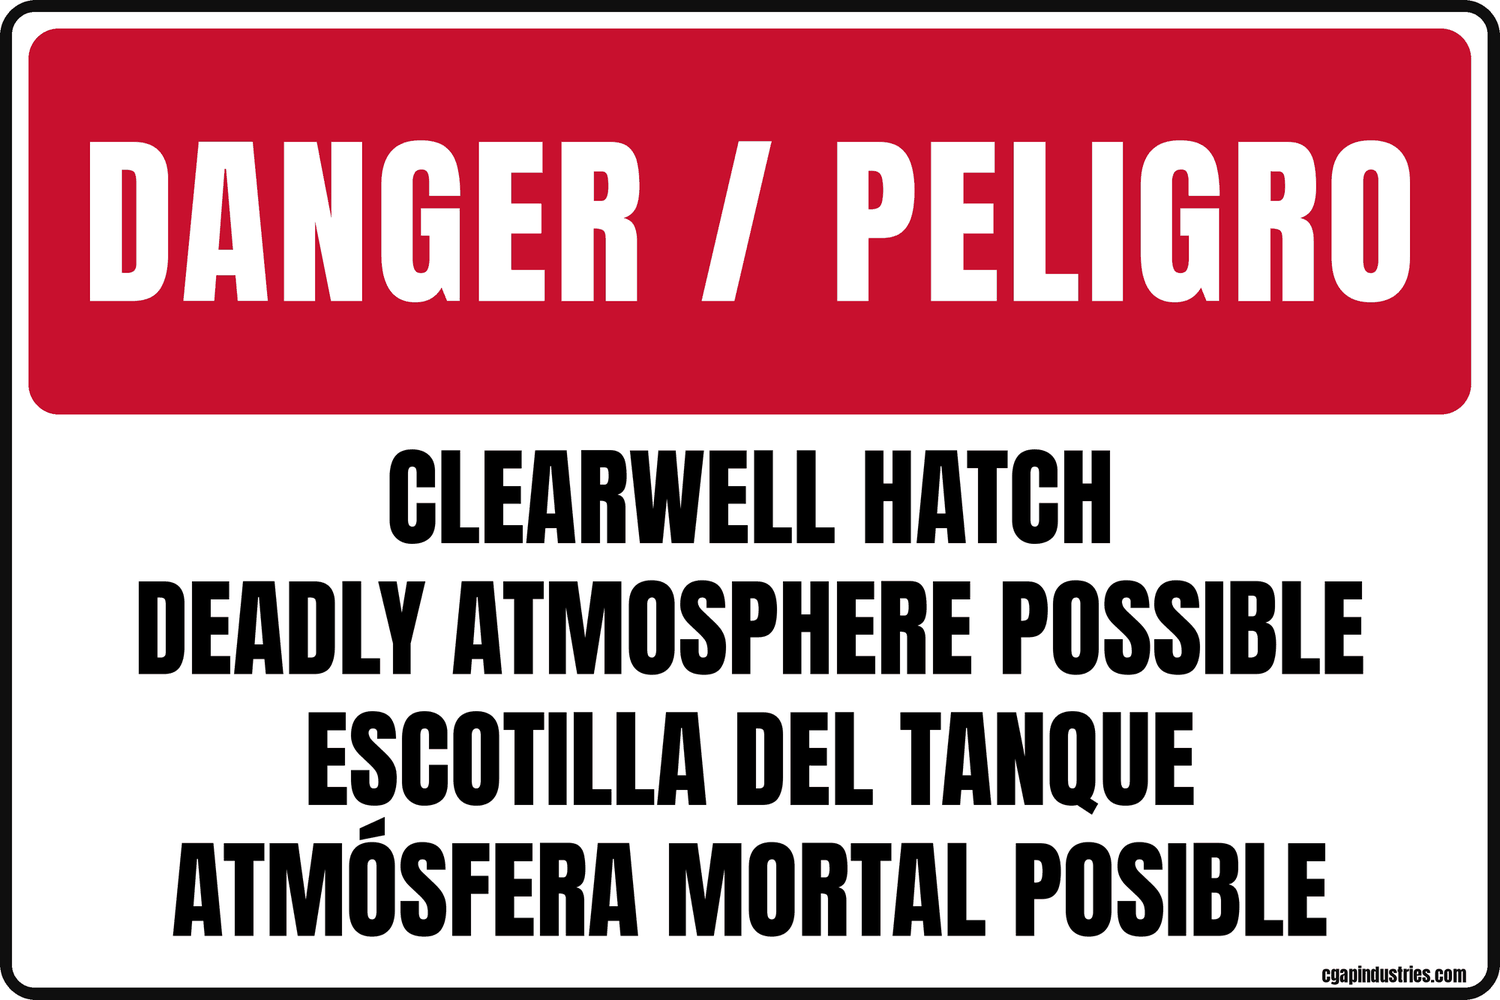 DANGER / PELIGRO
CLEARWELL HATCH
DEADLY ATMOSPHERE POSSIBLE
ESCOTILLA DEL TANQUE
ATMÓSFERA MORTAL POSIBLE
cgapindustries.com